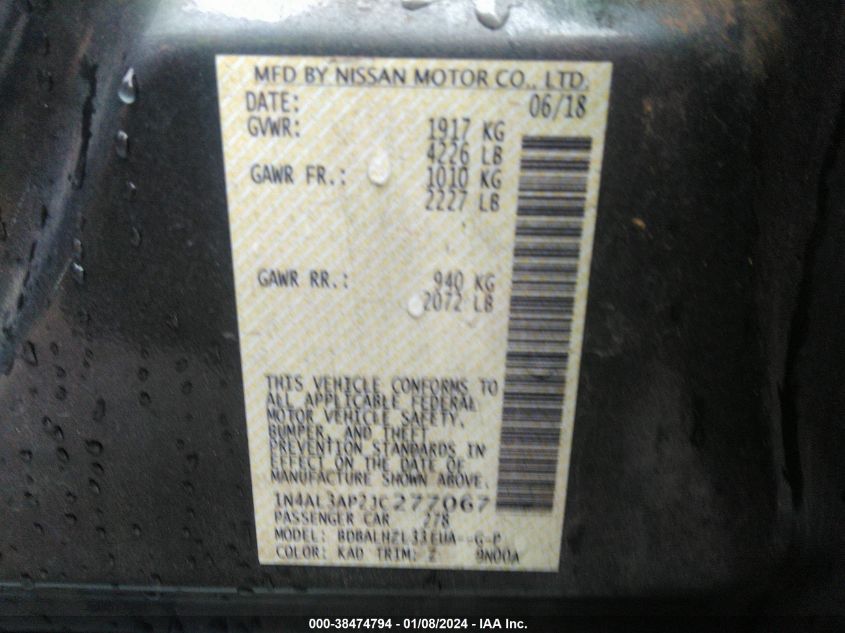 MFD BY NISSAN MOTOR CO., LTD.
DATE: 06/18
GVWR: 1917 KG
4226 LB
GAWR FR.: 1010 KG
2227 LB
GAWR RR.: 940 KG
2072 LB
THIS VEHICLE CONFORMS TO
ALL APPLICABLE FEDERAL
MOTOR VEHICLE SAFETY,
BUMPER, AND THEFT
PREVENTION STANDARDS IN
EFFECT ON THE DATE OF
MANUFACTURE SHOWN ABOVE.
1N4AL3AP2JC277067
PASSENGER CAR 278
MODEL:
COLOR: KAD TRIM:
000-38474794 - 01/08/2024 - IAA Inc.